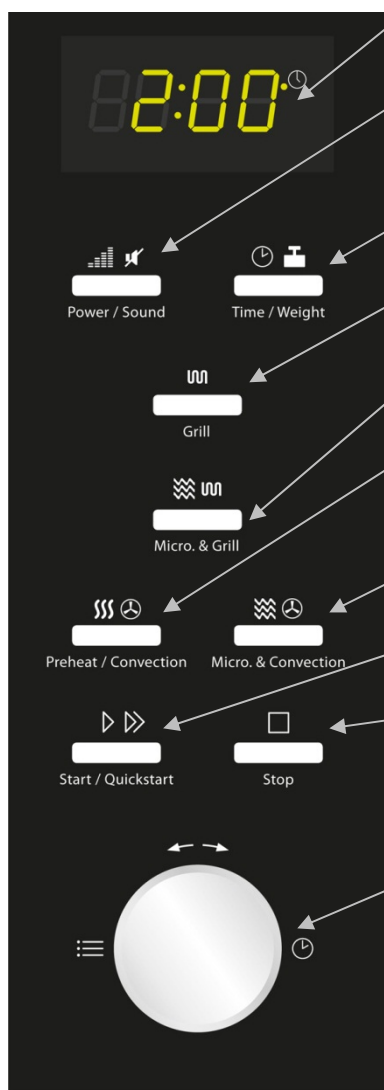 2:00
Power / Sound
Time / Weight
Grill
Micro. & Grill
Preheat / Convection
Micro. & Convection
Start / Quickstart
Stop